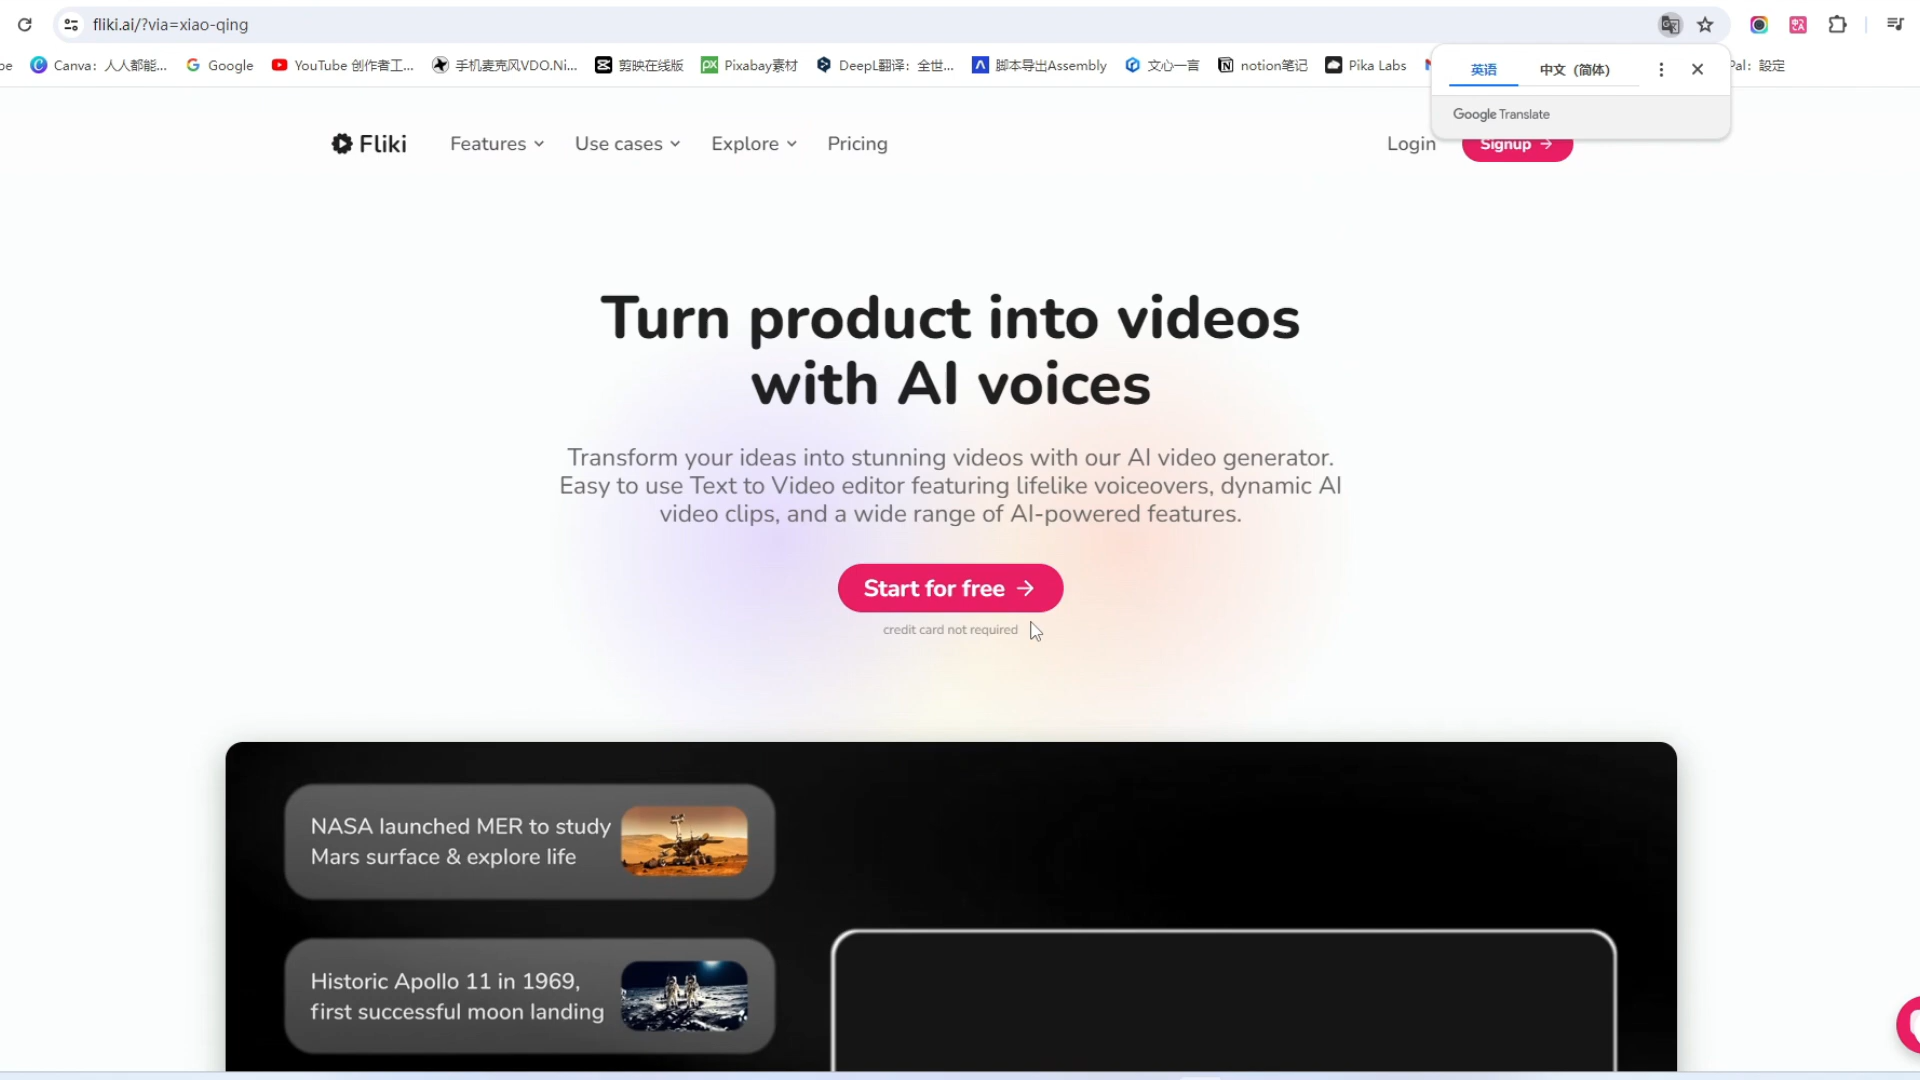 fliki.ai/?via=xiao-qing
Canva：人人都能...
Google
YouTube 创作者工...
手机麦克风VDO.Ni...
剪映在线版
Pixabay素材
DeepL翻译：全世...
脚本导出Assembly
文心一言
notion笔记
Pika Labs
Pal：設定
英语
中文（简体）
Google Translate
Fliki
Features
Use cases
Explore
Pricing
Login
Signup →
Turn product into videos
with AI voices
Transform your ideas into stunning videos with our AI video generator.
Easy to use Text to Video editor featuring lifelike voiceovers, dynamic AI
video clips, and a wide range of AI-powered features.
Start for free →
credit card not required
NASA launched MER to study
Mars surface & explore life
Historic Apollo 11 in 1969,
first successful moon landing